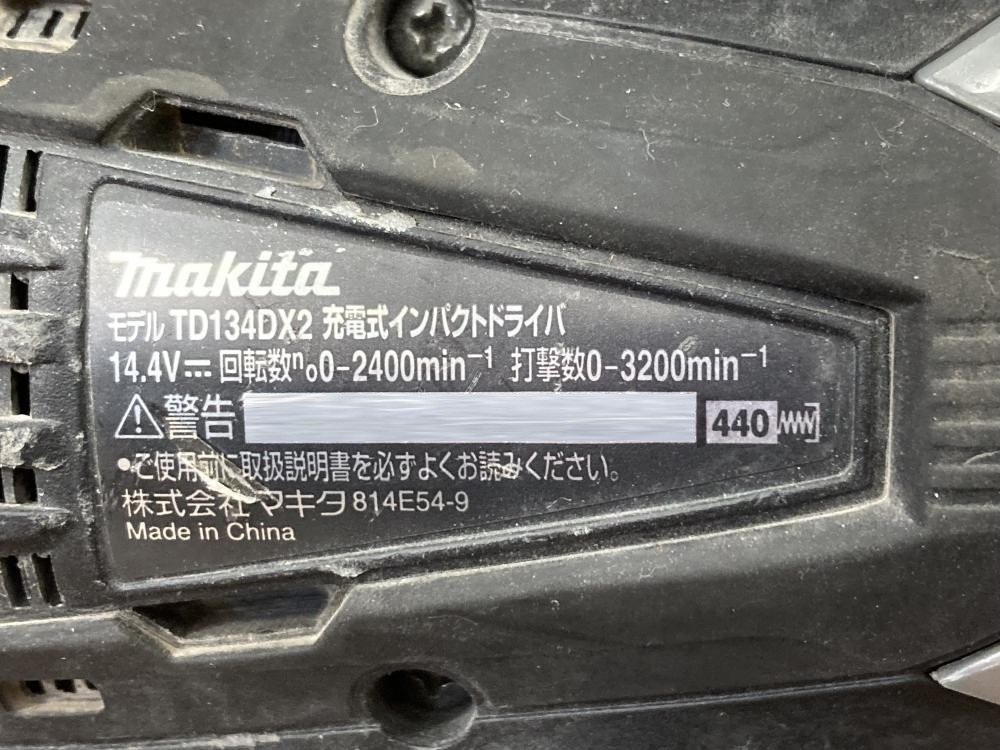 makita
モデル TD134DX2 充電式インパクトドライバ
14.4V⎓ 回転数n₀0-2400min⁻¹ 打撃数0-3200min⁻¹
⚠警告 440
•ご使用前に取扱説明書を必ずよくお読みください。
株式会社マキタ 814E54-9
Made in China